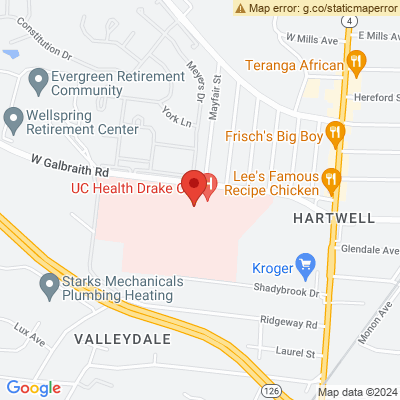 Map error: g.co/staticmaperror
Constitution Dr
4
W Mills Ave
E Mills Ave
Teranga African
Meyers Dr
Mayfair St
Evergreen Retirement
Community
Hereford S
York Ln
Wellspring
Retirement Center
Frisch's Big Boy
W Galbraith Rd
UC Health Drake C
Lee's Famous
Recipe Chicken
HARTWELL
Glendale Ave
Kroger
Starks Mechanicals
Plumbing Heating
Shadybrook Dr
Lux Ave
VALLEYDALE
Ridgeway Rd
Monon Ave
Laurel St
Google
126
Map data ©2024